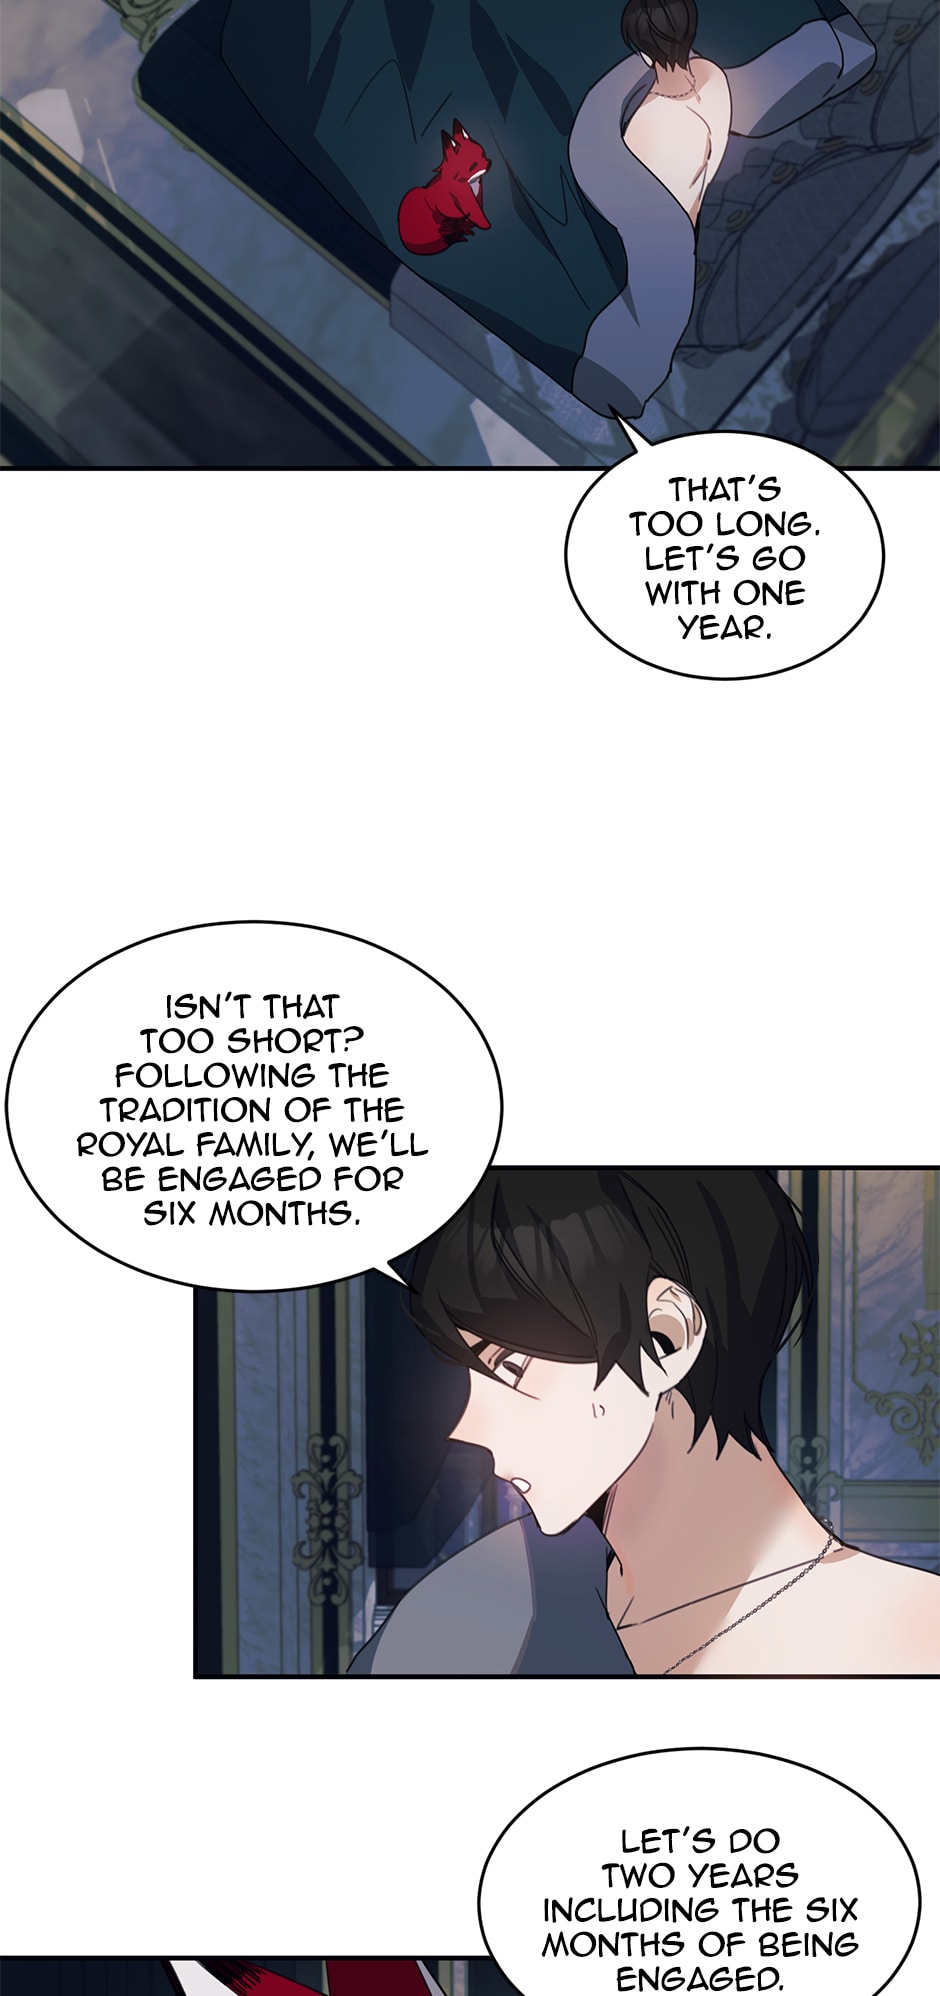 THAT'S
TOO LONG.
LET'S GO
WITH ONE
YEAR.
ISN'T THAT
TOO SHORT?
FOLLOWING THE
TRADITION OF THE
ROYAL FAMILY, WE'LL
BE ENGAGED FOR
SIX MONTHS.
LET'S DO
TWO YEARS
INCLUDING THE SIX
MONTHS OF BEING
ENGAGED.